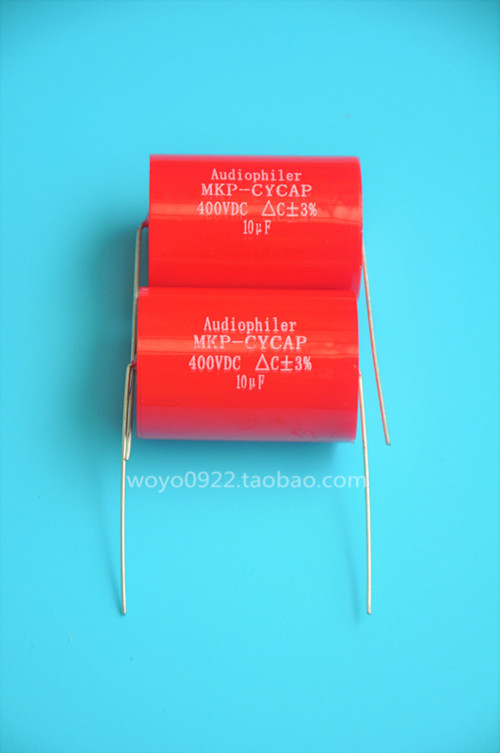 Audiophiler
MKP-CYCAP
400VDC △C±3%
10μF
Audiophiler
MKP-CYCAP
400VDC △C±3%
10μF
woyo0922.taobao.com